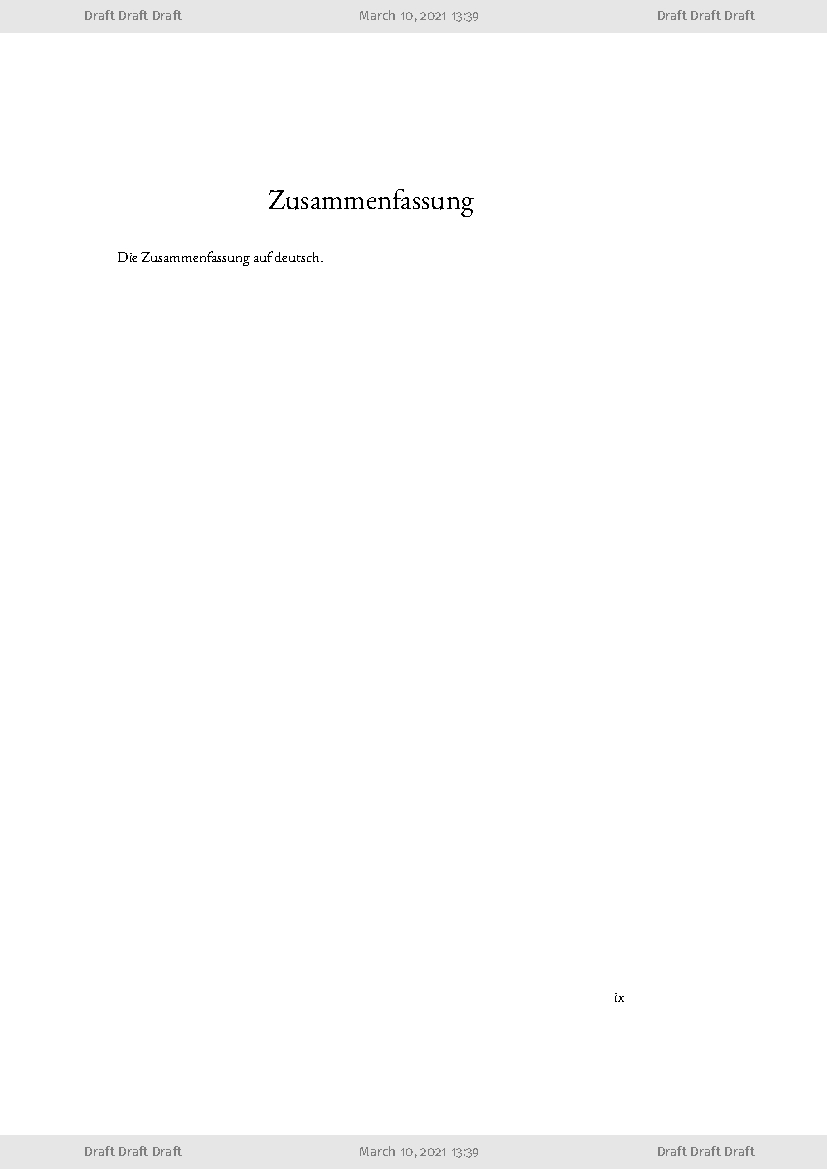 Draft Draft Draft March 10, 2021 13:39 Draft Draft Draft
Zusammenfassung
Die Zusammenfassung auf deutsch.
ix
Draft Draft Draft March 10, 2021 13:39 Draft Draft Draft